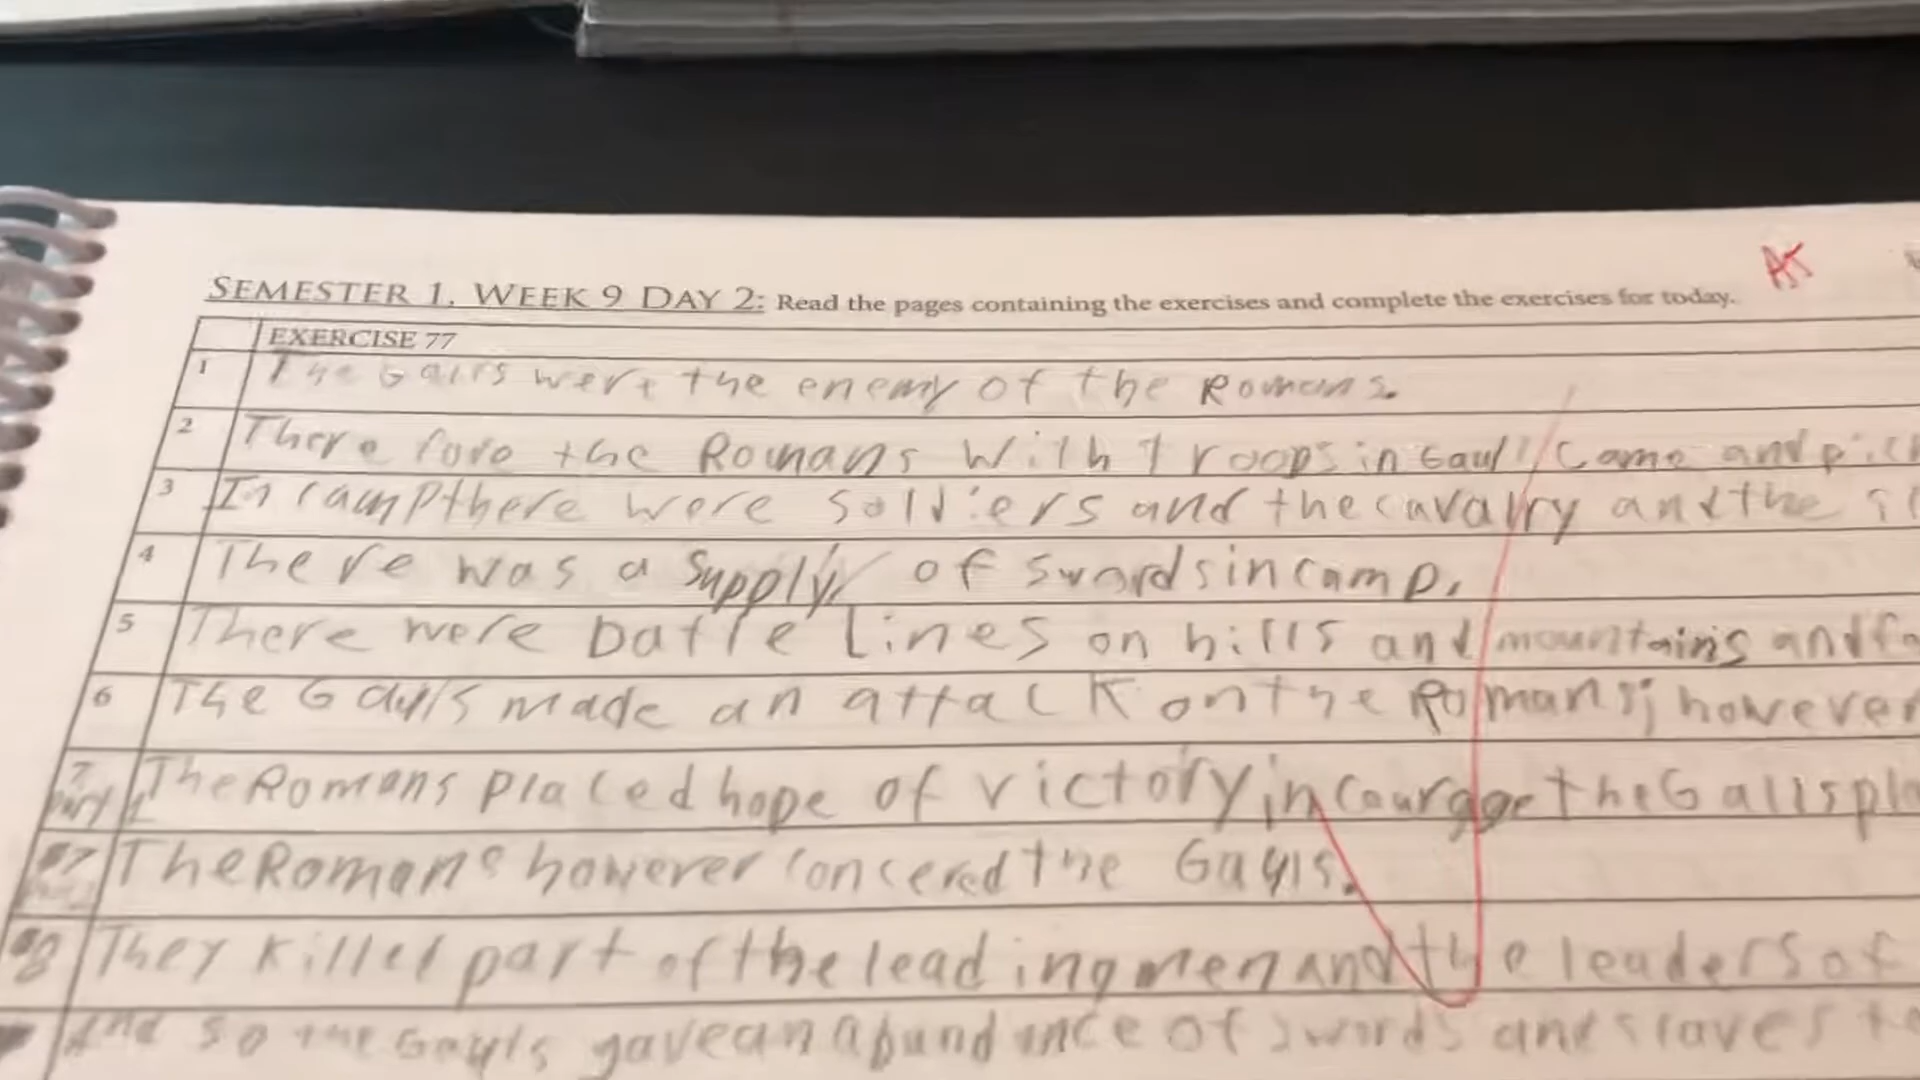 SEMESTER 1, WEEK 9 DAY 2: Read the pages containing the exercises and complete the exercises for today.
EXERCISE 77
1 The Galls were the enemy of the Romans.
2 There fore the Romans with troops in Gaul came and
3 In camp there were soldiers and the cavalry and the
4 There was a supply of swords in camp.
5 There were battle lines on hills and mountains and
6 The Gauls made an attack on the Romans; however
7 part 1 The Romans placed hope of victory in courage the Galls
#7 The Romans however concered the Gauls.
#8 They killed part of the leading men and the leaders of
And so the Gauls gave an abundance of swords and slaves